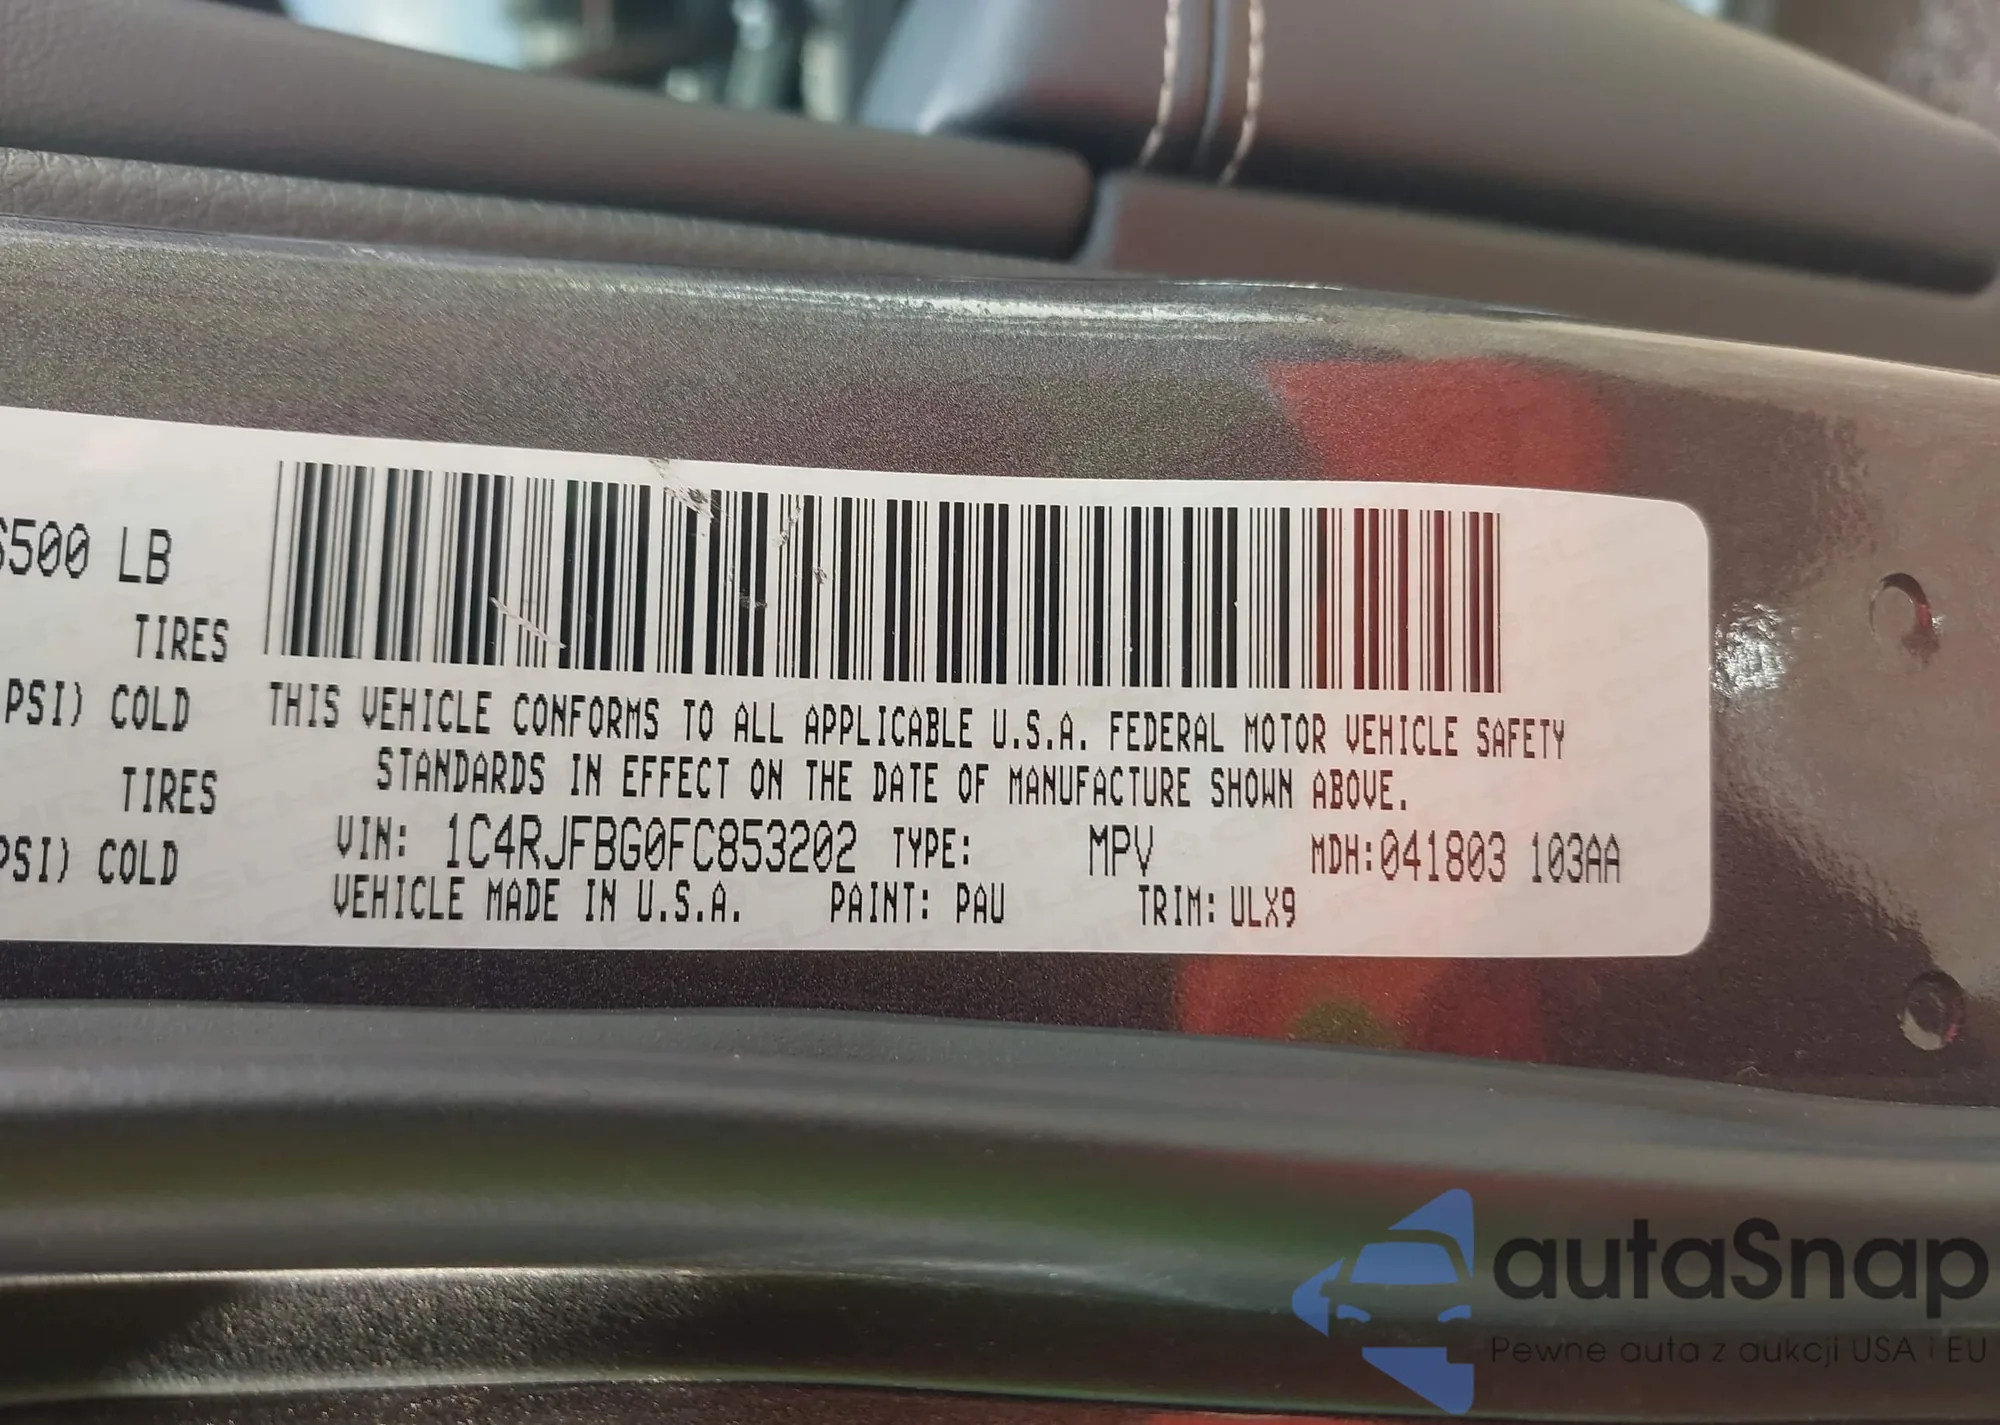 6500 LB
TIRES
PSI) COLD
TIRES
PSI) COLD
THIS VEHICLE CONFORMS TO ALL APPLICABLE U.S.A. FEDERAL MOTOR VEHICLE SAFETY
STANDARDS IN EFFECT ON THE DATE OF MANUFACTURE SHOWN ABOVE.
VIN: 1C4RJFBG0FC853202 TYPE: MPV MDH:041803 103AA
VEHICLE MADE IN U.S.A. PAINT: PAU TRIM: ULX9
autaSnap
Pewne auta z aukcji USA i EU